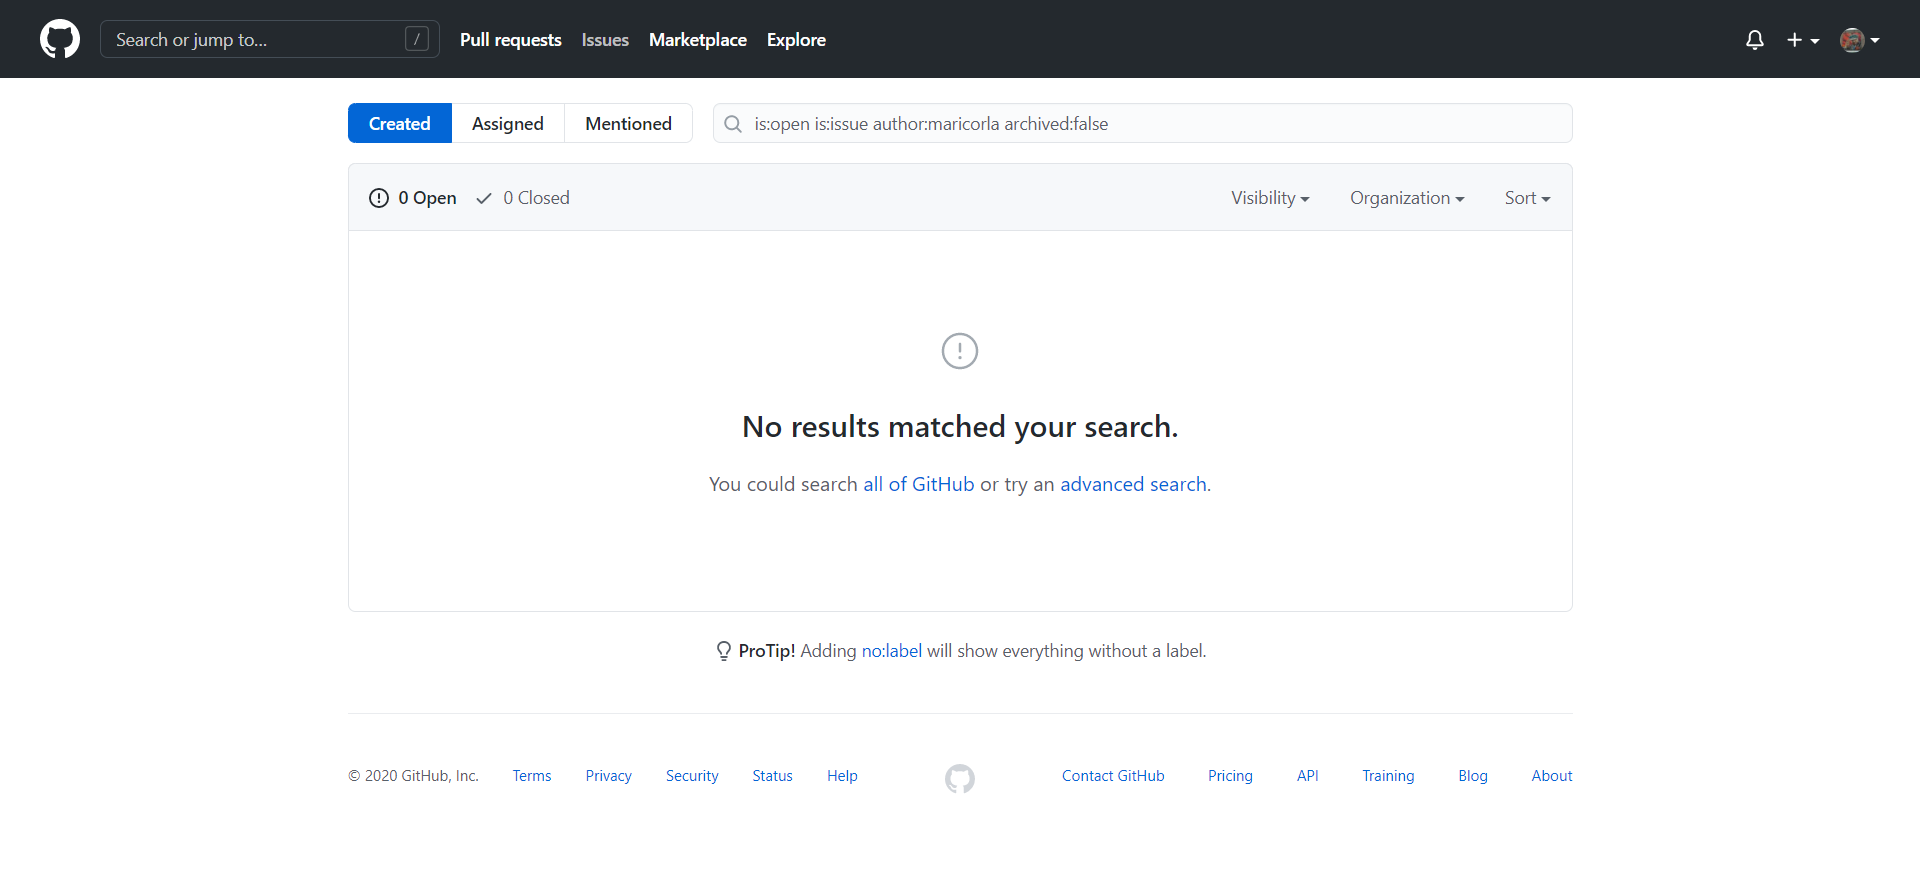 Search or jump to... / Pull requests Issues Marketplace Explore
Created Assigned Mentioned is:open is:issue author:maricorla archived:false
0 Open 0 Closed Visibility Organization Sort
No results matched your search.
You could search all of GitHub or try an advanced search.
ProTip! Adding no:label will show everything without a label.
© 2020 GitHub, Inc. Terms Privacy Security Status Help Contact GitHub Pricing API Training Blog About